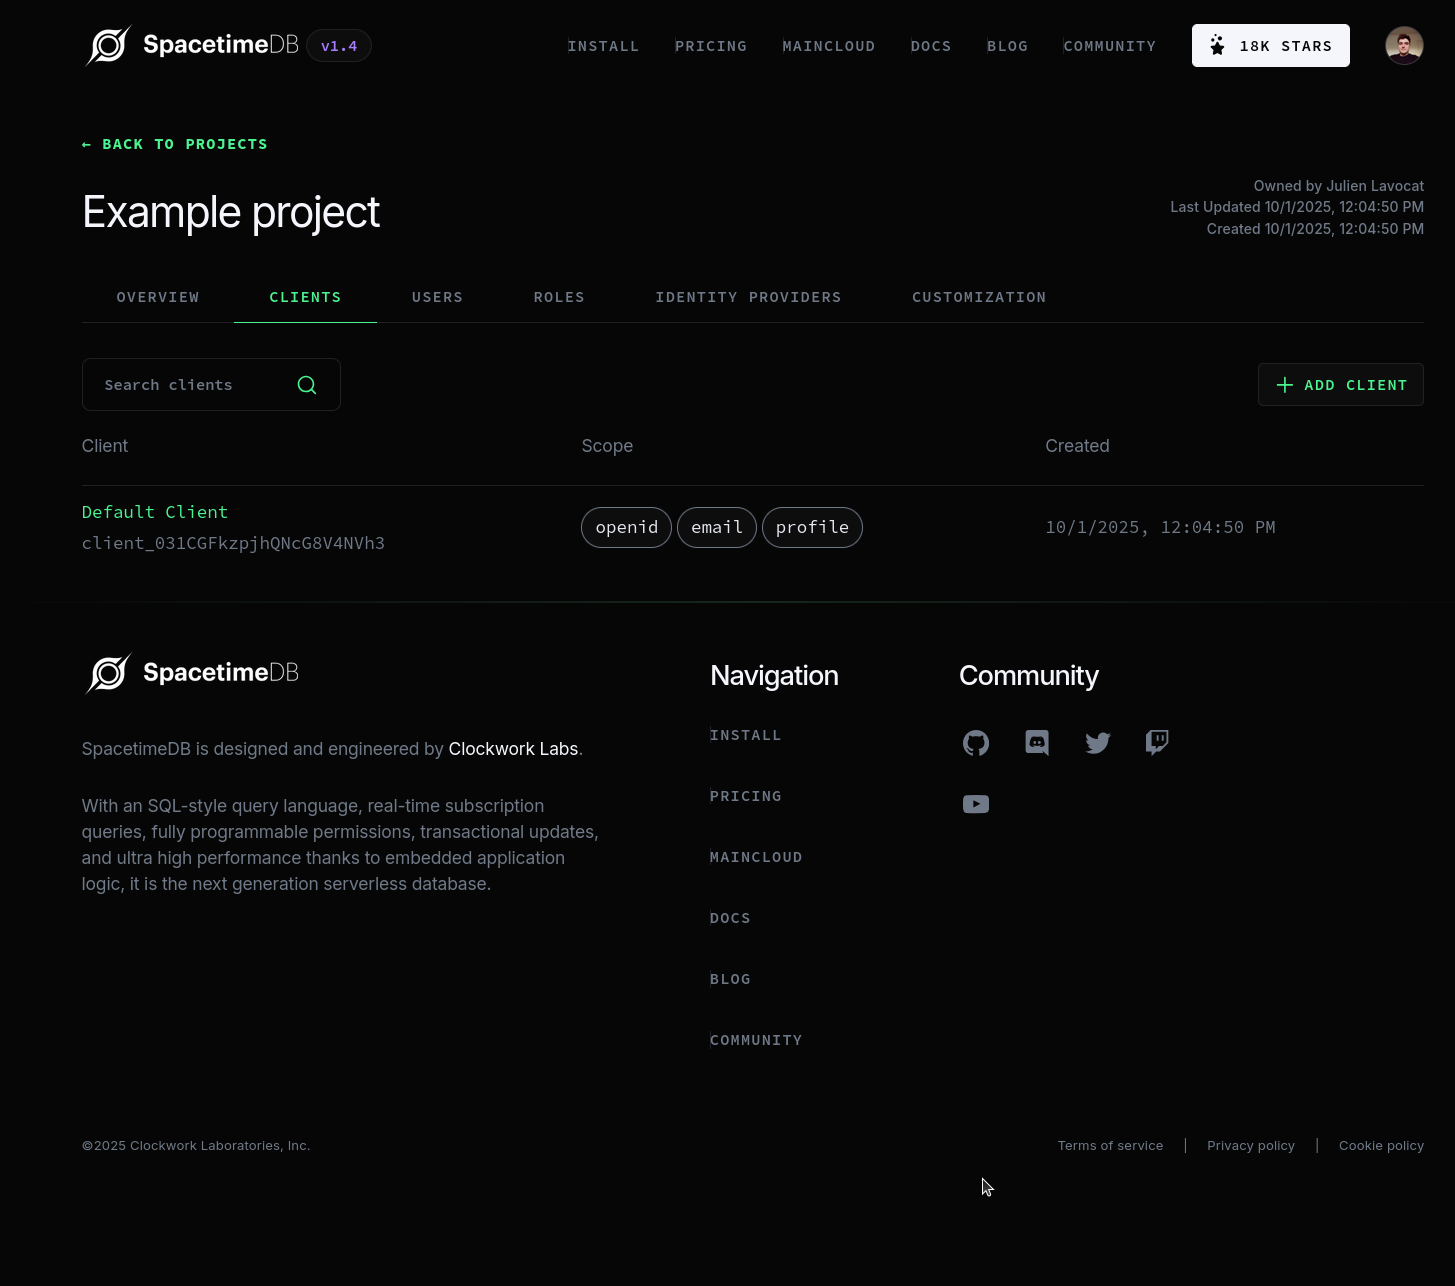 SpacetimeDB v1.4 INSTALL PRICING MAINCLOUD DOCS BLOG COMMUNITY 18K STARS
← BACK TO PROJECTS
Example project
Owned by Julien Lavocat
Last Updated 10/1/2025, 12:04:50 PM
Created 10/1/2025, 12:04:50 PM
OVERVIEW CLIENTS USERS ROLES IDENTITY PROVIDERS CUSTOMIZATION
Search clients ADD CLIENT
Client Scope Created
Default Client
client_031CGFkzpjhQNcG8V4NVh3
openid email profile
10/1/2025, 12:04:50 PM
SpacetimeDB
SpacetimeDB is designed and engineered by Clockwork Labs.
With an SQL-style query language, real-time subscription
queries, fully programmable permissions, transactional updates,
and ultra high performance thanks to embedded application
logic, it is the next generation serverless database.
Navigation
INSTALL
PRICING
MAINCLOUD
DOCS
BLOG
COMMUNITY
Community
©2025 Clockwork Laboratories, Inc.
Terms of service | Privacy policy | Cookie policy